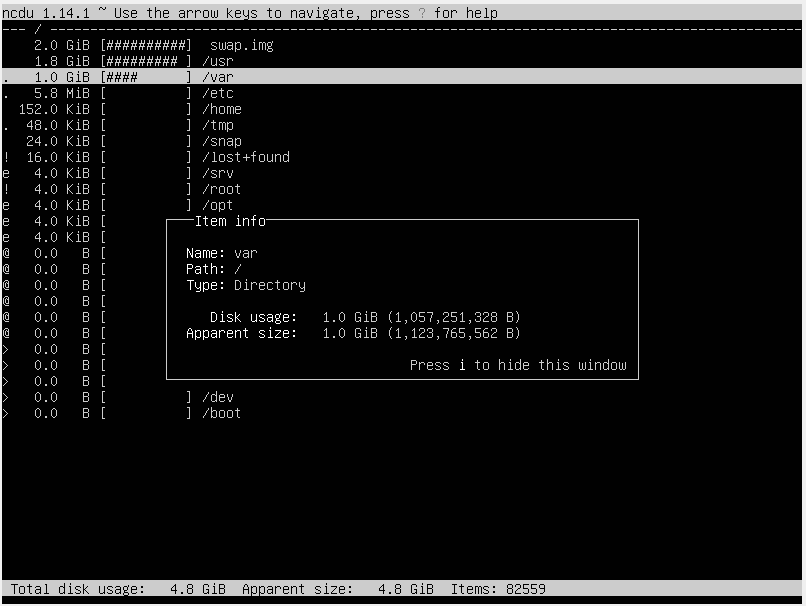 ncdu 1.14.1 ~ Use the arrow keys to navigate, press ? for help
--- / -----------------------------------------------------------------------------------------------
    2.0 GiB [##########]  swap.img
    1.8 GiB [######### ] /usr
.   1.0 GiB [####      ] /var
.   5.8 MiB [          ] /etc
  152.0 KiB [          ] /home
.  48.0 KiB [          ] /tmp
   24.0 KiB [          ] /snap
!  16.0 KiB [          ] /lost+found
e   4.0 KiB [          ] /srv
!   4.0 KiB [          ] /root
e   4.0 KiB [          ] /opt
e   4.0 KiB [ Item info
e   4.0 KiB [
@   0.0   B [ Name: var
@   0.0   B [ Path: /
@   0.0   B [ Type: Directory
@   0.0   B [
@   0.0   B [ Disk usage:   1.0 GiB (1,057,251,328 B)
@   0.0   B [ Apparent size:   1.0 GiB (1,123,765,562 B)
>   0.0   B [
>   0.0   B [ Press i to hide this window
>   0.0   B [
>   0.0   B [          ] /dev
>   0.0   B [          ] /boot
Total disk usage:   4.8 GiB  Apparent size:   4.8 GiB  Items: 82559